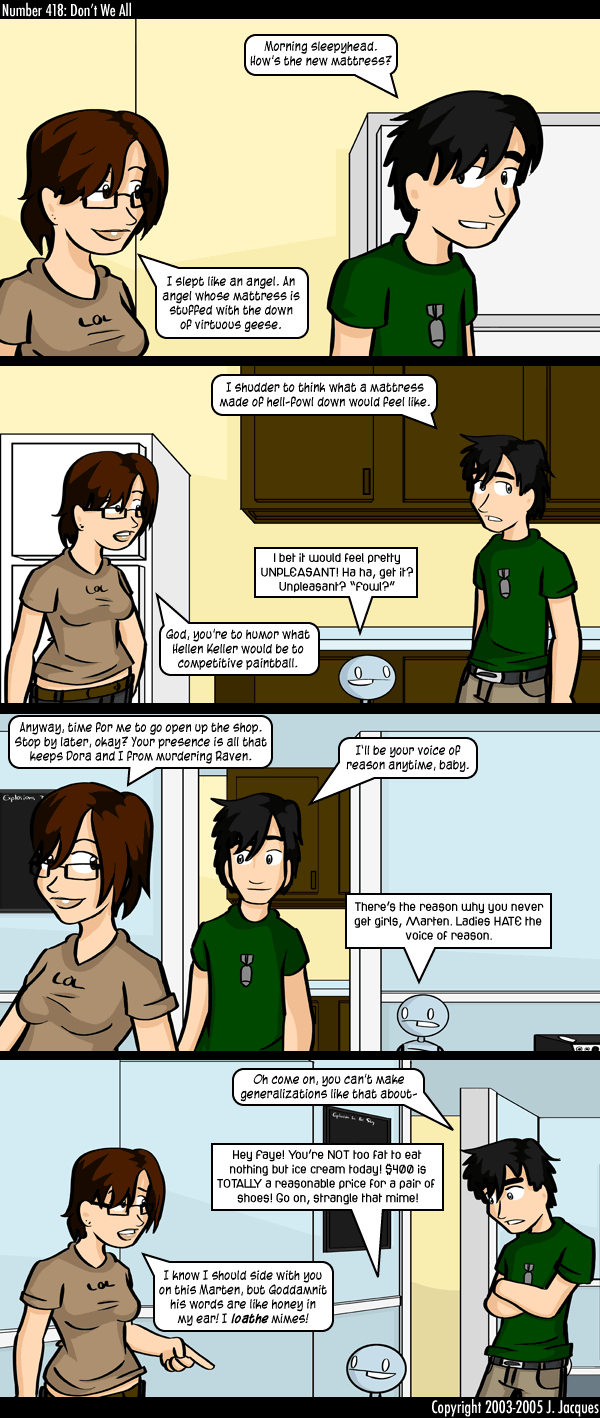 Number 418: Don't We All
Morning sleepyhead.
How's the new mattress?
I slept like an angel. An
angel whose mattress is
stuffed with the down
of virtuous geese.
LOL
I shudder to think what a mattress
made of hell-fowl down would feel like.
I bet it would feel pretty
UNPLEASANT! Ha ha, get it?
Unpleasant? "Fowl?"
God, you're to humor what
Hellen Keller would be to
competitive paintball.
LOL
Anyway, time for me to go open up the shop.
Stop by later, okay? Your presence is all that
keeps Dora and I from murdering Raven.
I'll be your voice of
reason anytime, baby.
Explosions
There's the reason why you never
get girls, Marten. Ladies HATE the
voice of reason.
LOL
Oh come on, you can't make
generalizations like that about-
Explosions In The Sky
Hey Faye! You're NOT too fat to eat
nothing but ice cream today! $400 is
TOTALLY a reasonable price for a pair of
shoes! Go on, strangle that mime!
I know I should side with you
on this Marten, but Goddamnit
his words are like honey in
my ear! I loathe mimes!
LOL
Copyright 2003-2005 J. Jacques